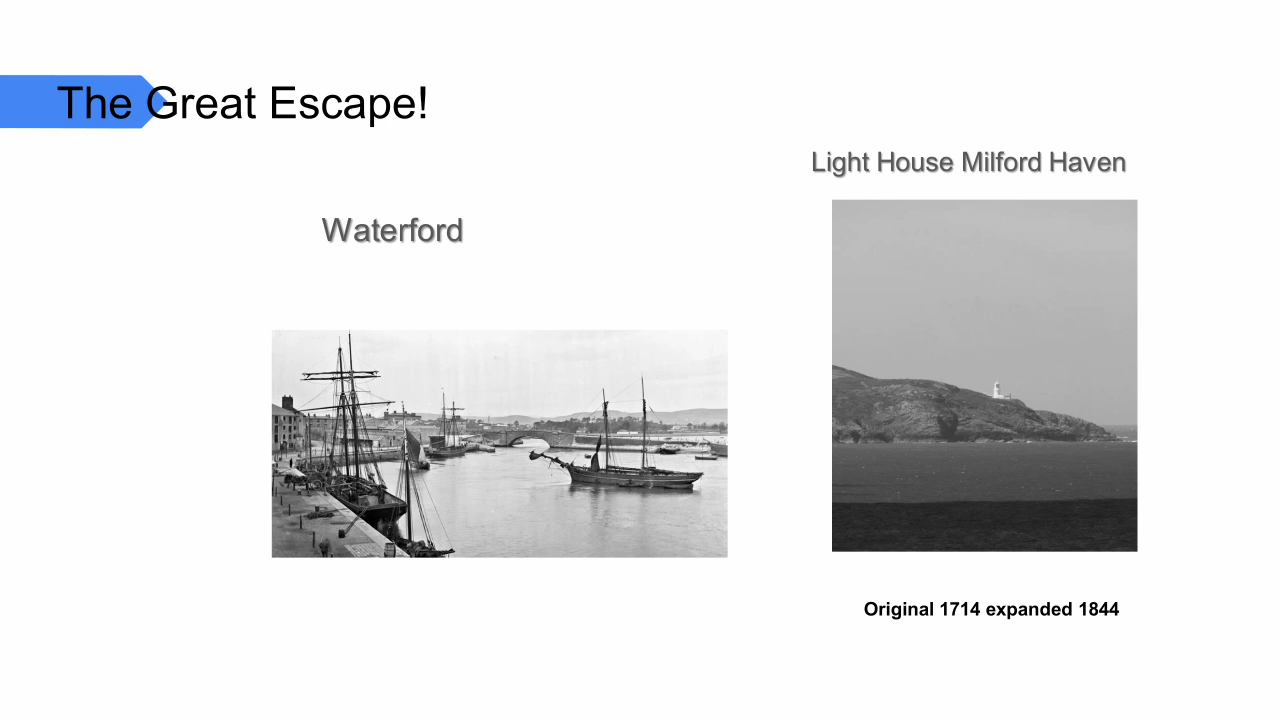 The Great Escape!
Light House Milford Haven
Waterford
Original 1714 expanded 1844